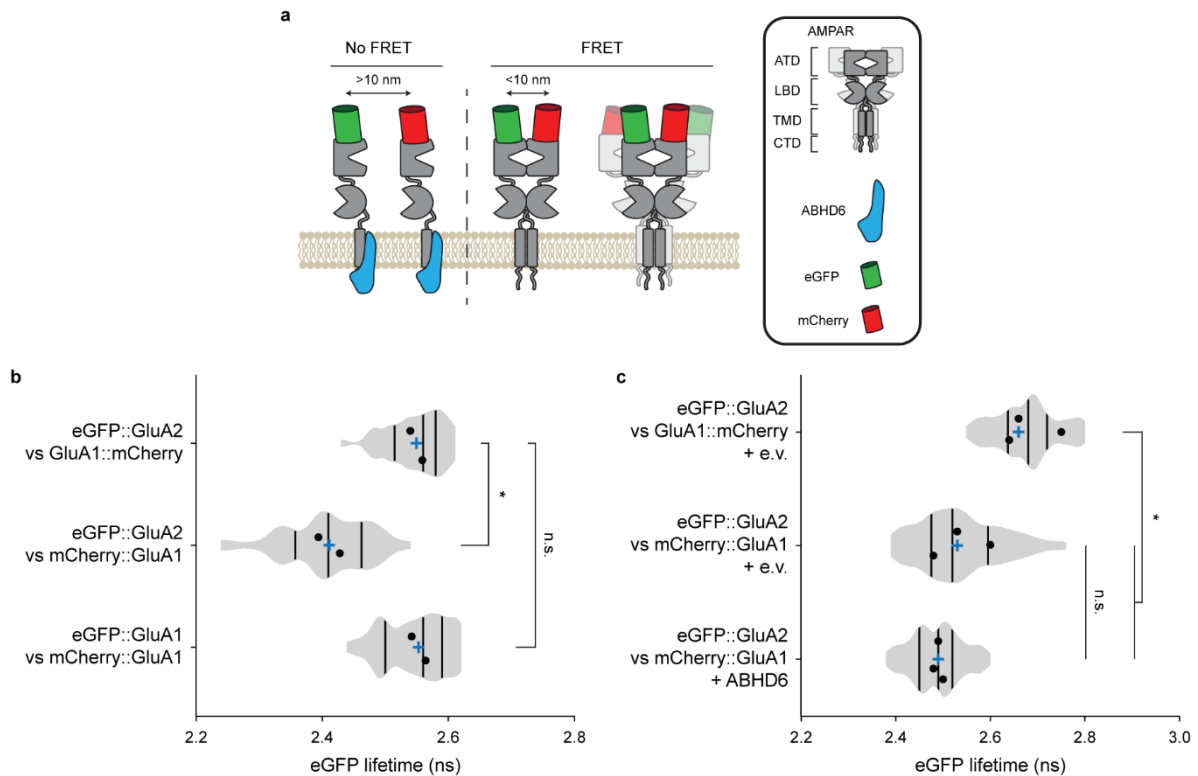 a
No FRET
FRET
>10 nm
<10 nm
AMPAR
ATD
LBD
TMD
CTD
ABHD6
eGFP
mCherry
b
eGFP::GluA2
vs GluA1::mCherry
eGFP::GluA2
vs mCherry::GluA1
eGFP::GluA1
vs mCherry::GluA1
*
n.s.
2.2
2.4
2.6
2.8
eGFP lifetime (ns)
c
eGFP::GluA2
vs GluA1::mCherry
+ e.v.
eGFP::GluA2
vs mCherry::GluA1
+ e.v.
eGFP::GluA2
vs mCherry::GluA1
+ ABHD6
n.s.
*
2.2
2.4
2.6
2.8
3.0
eGFP lifetime (ns)